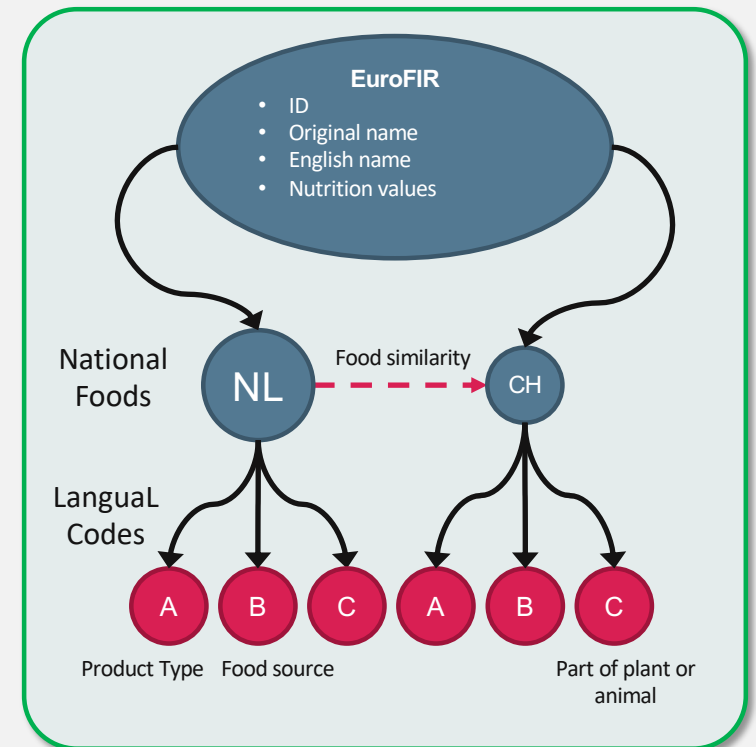 EuroFIR
• ID
• Original name
• English name
• Nutrition values
National
Foods
NL
Food similarity
CH
LanguaL
Codes
A
B
C
A
B
C
Product Type
Food source
Part of plant or
animal